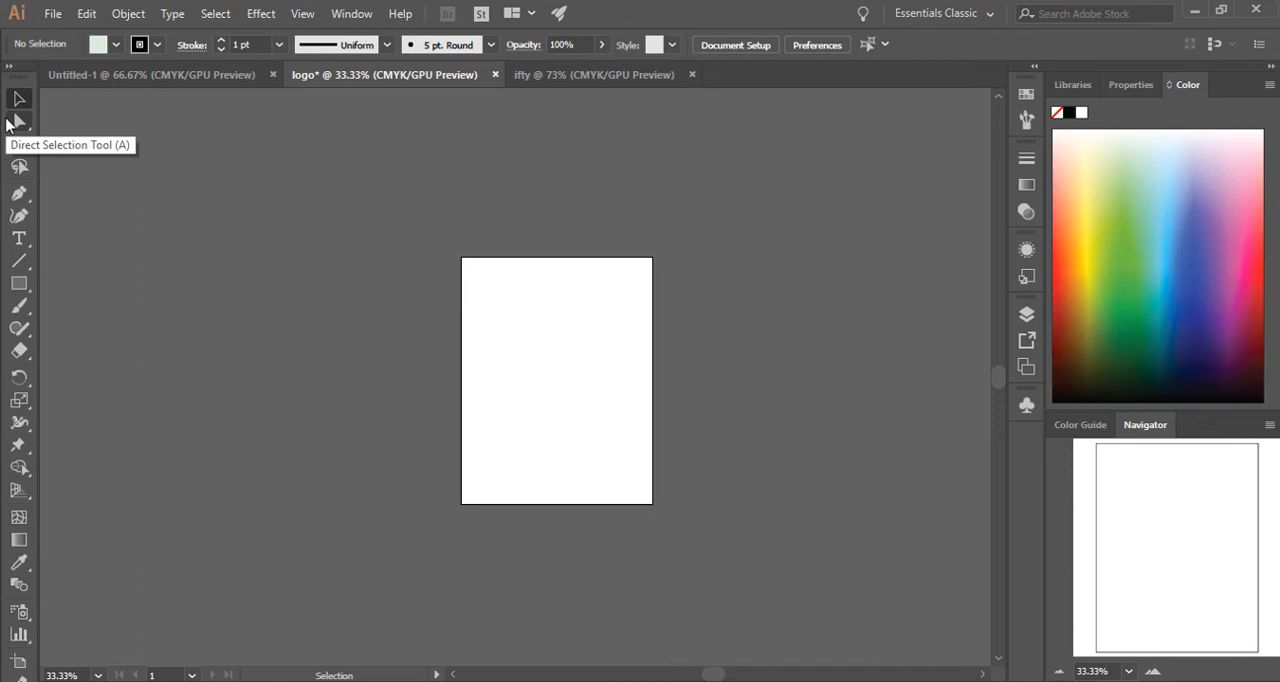 Ai File Edit Object Type Select Effect View Window Help Br St Essentials Classic Search Adobe Stock
No Selection Stroke: 1 pt Uniform 5 pt. Round Opacity: 100% Style: Document Setup Preferences
Untitled-1 @ 66.67% (CMYK/GPU Preview) logo* @ 33.33% (CMYK/GPU Preview) ifty @ 73% (CMYK/GPU Preview)
Libraries Properties Color
Direct Selection Tool (A)
T
Color Guide Navigator
33.33% 1 Selection 33.33%